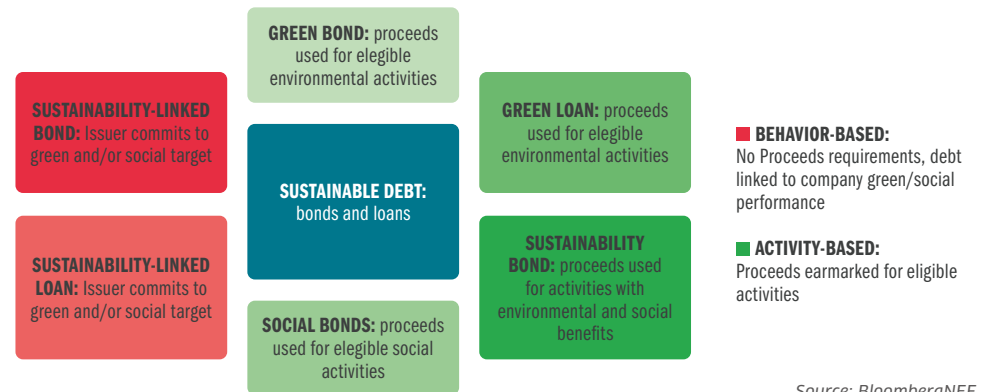 GREEN BOND: proceeds
used for elegible
environmental activities
SUSTAINABILITY-LINKED
BOND: Issuer commits to
green and/or social target
GREEN LOAN: proceeds
used for elegible
environmental activities
SUSTAINABLE DEBT:
bonds and loans
SUSTAINABILITY-LINKED
LOAN: Issuer commits to
green and/or social target
SUSTAINABILITY
BOND: proceeds used
for activities with
environmental and social
benefits
SOCIAL BONDS: proceeds
used for elegible social
activities
BEHAVIOR-BASED:
No Proceeds requirements, debt
linked to company green/social
performance
ACTIVITY-BASED:
Proceeds earmarked for eligible
activities
Source: BloombergNEF